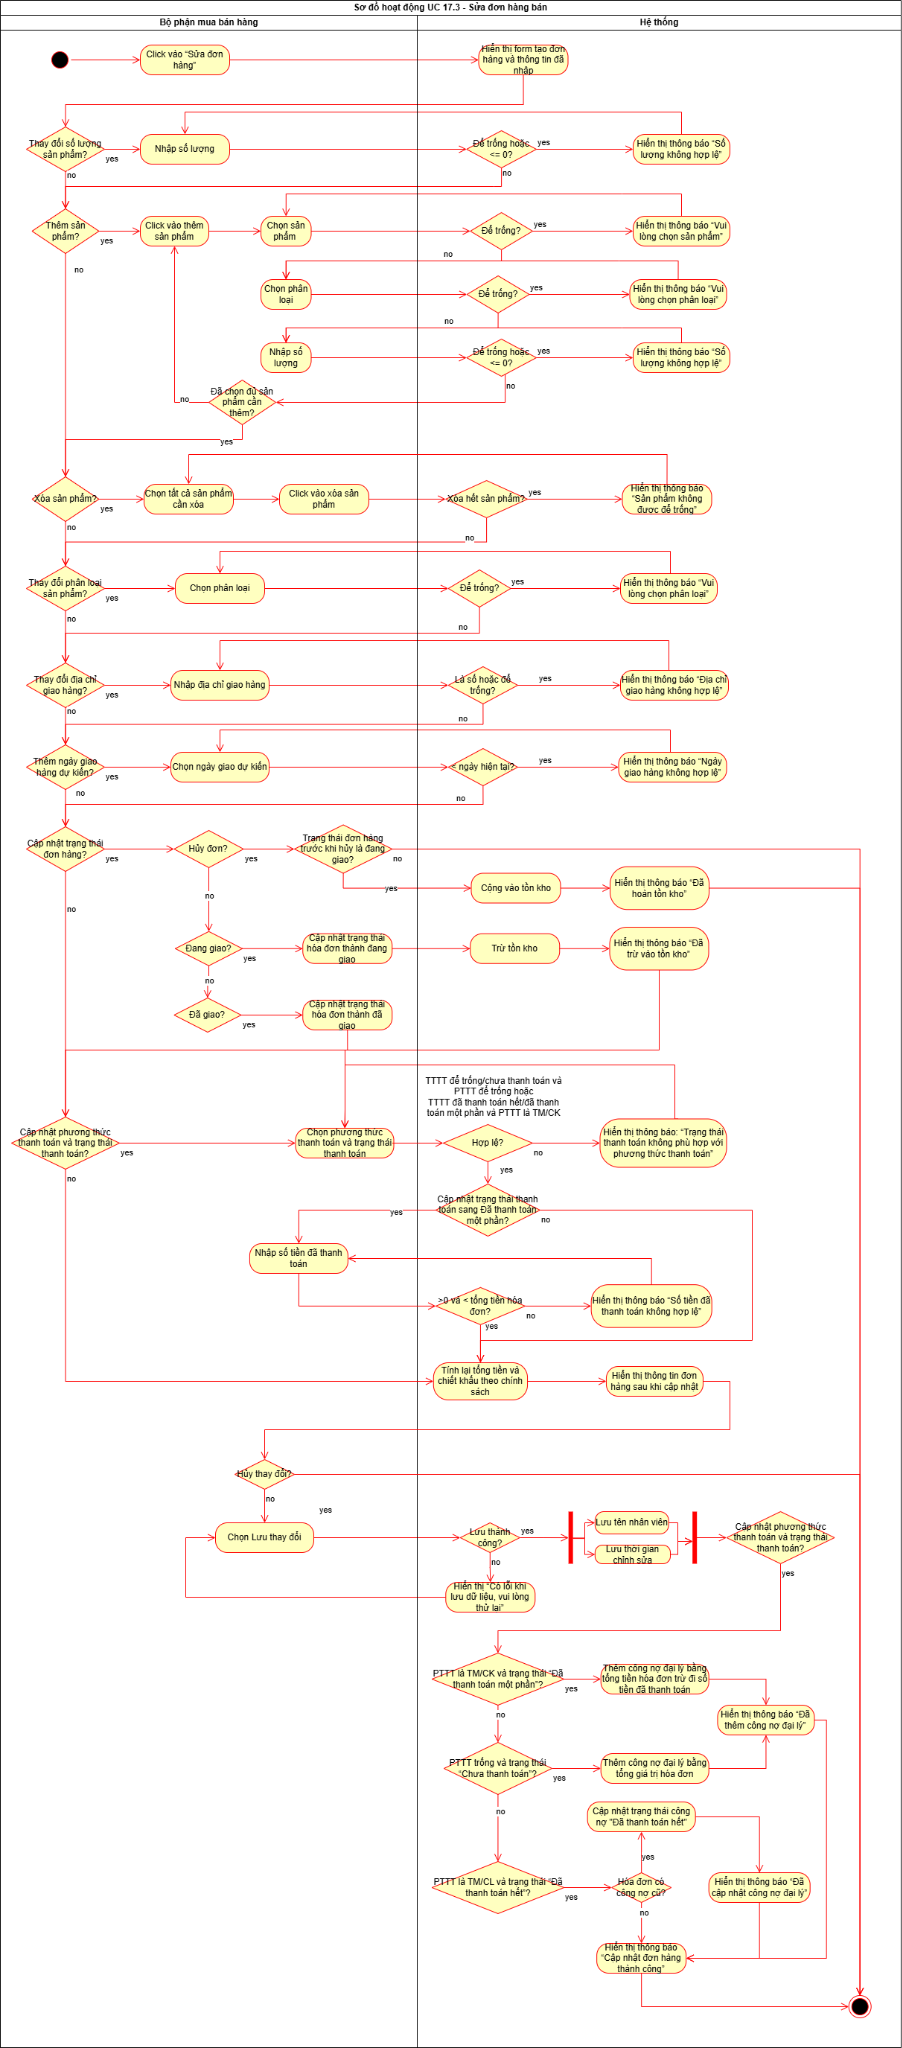 Sơ đồ hoạt động UC 17.3 - Sửa đơn hàng bán
Bộ phận mua bán hàng
Hệ thống
Click vào “Sửa đơn
hàng”
Hiển thị form tạo đơn
hàng và thông tin đã
nhập
Thay đổi số lượng
sản phẩm?
yes
no
Nhập số lượng
Để trống hoặc
<= 0?
yes
no
Hiển thị thông báo “Số
lượng không hợp lệ”
Thêm sản
phẩm?
yes
no
Click vào thêm
sản phẩm
Chọn sản
phẩm
Để trống?
yes
no
Hiển thị thông báo “Vui
lòng chọn sản phẩm”
Chọn phân
loại
Để trống?
yes
no
Hiển thị thông báo “Vui
lòng chọn phân loại”
Nhập số
lượng
Để trống hoặc
<= 0?
yes
no
Hiển thị thông báo “Số
lượng không hợp lệ”
Đã chọn đủ sản
phẩm cần
thêm?
no
yes
Xóa sản phẩm?
yes
no
Chọn tất cả sản phẩm
cần xóa
Click vào xóa sản
phẩm
Xóa hết sản phẩm?
yes
no
Hiển thị thông báo
“Sản phẩm không
được để trống”
Thay đổi phân loại
sản phẩm?
yes
no
Chọn phân loại
Để trống?
yes
no
Hiển thị thông báo “Vui
lòng chọn phân loại”
Thay đổi địa chỉ
giao hàng?
yes
no
Nhập địa chỉ giao hàng
Là số hoặc để
trống?
yes
no
Hiển thị thông báo “Địa chỉ
giao hàng không hợp lệ”
Thêm ngày giao
hàng dự kiến?
yes
no
Chọn ngày giao dự kiến
< ngày hiện tại?
yes
no
Hiển thị thông báo “Ngày
giao hàng không hợp lệ”
Cập nhật trạng thái
đơn hàng?
yes
no
Hủy đơn?
yes
no
Trạng thái đơn hàng
trước khi hủy là đang
giao?
no
yes
Cộng vào tồn kho
Hiển thị thông báo “Đã
hoàn tồn kho”
Đang giao?
yes
no
Cập nhật trạng thái
hóa đơn thành đang
giao
Trừ tồn kho
Hiển thị thông báo “Đã
trừ vào tồn kho”
Đã giao?
yes
Cập nhật trạng thái
hóa đơn thành đã
giao
TTTT để trống/chưa thanh toán và
PTTT để trống hoặc
TTTT đã thanh toán hết/đã thanh
toán một phần và PTTT là TM/CK
Cập nhật phương thức
thanh toán và trạng thái
thanh toán?
yes
no
Chọn phương thức
thanh toán và trạng thái
thanh toán
Hợp lệ?
no
yes
Hiển thị thông báo: “Trạng thái
thanh toán không phù hợp với
phương thức thanh toán”
Cập nhật trạng thái thanh
toán sang Đã thanh toán
một phần?
yes
no
Nhập số tiền đã thanh
toán
>0 và < tổng tiền hóa
đơn?
no
yes
Hiển thị thông báo “Số tiền đã
thanh toán không hợp lệ”
Tính lại tổng tiền và
chiết khấu theo chính
sách
Hiển thị thông tin đơn
hàng sau khi cập nhật
Hủy thay đổi?
no
yes
Chọn Lưu thay đổi
Lưu thành
công?
yes
no
Hiển thị “Có lỗi khi
lưu dữ liệu, vui lòng
thử lại”
Lưu tên nhân viên
Lưu thời gian
chỉnh sửa
Cập nhật phương thức
thanh toán và trạng thái
thanh toán?
yes
PTTT là TM/CK và trạng thái “Đã
thanh toán một phần”?
yes
no
Thêm công nợ đại lý bằng
tổng tiền hóa đơn trừ đi số
tiền đã thanh toán
Hiển thị thông báo “Đã
thêm công nợ đại lý”
PTTT trống và trạng thái
“Chưa thanh toán”?
yes
no
Thêm công nợ đại lý bằng
tổng giá trị hóa đơn
Cập nhật trạng thái công
nợ “Đã thanh toán hết”
yes
PTTT là TM/CL và trạng thái “Đã
thanh toán hết”?
yes
Hóa đơn có
công nợ cũ?
no
Hiển thị thông báo “Đã
cập nhật công nợ đại lý”
Hiển thị thông báo
“Cập nhật đơn hàng
thành công”